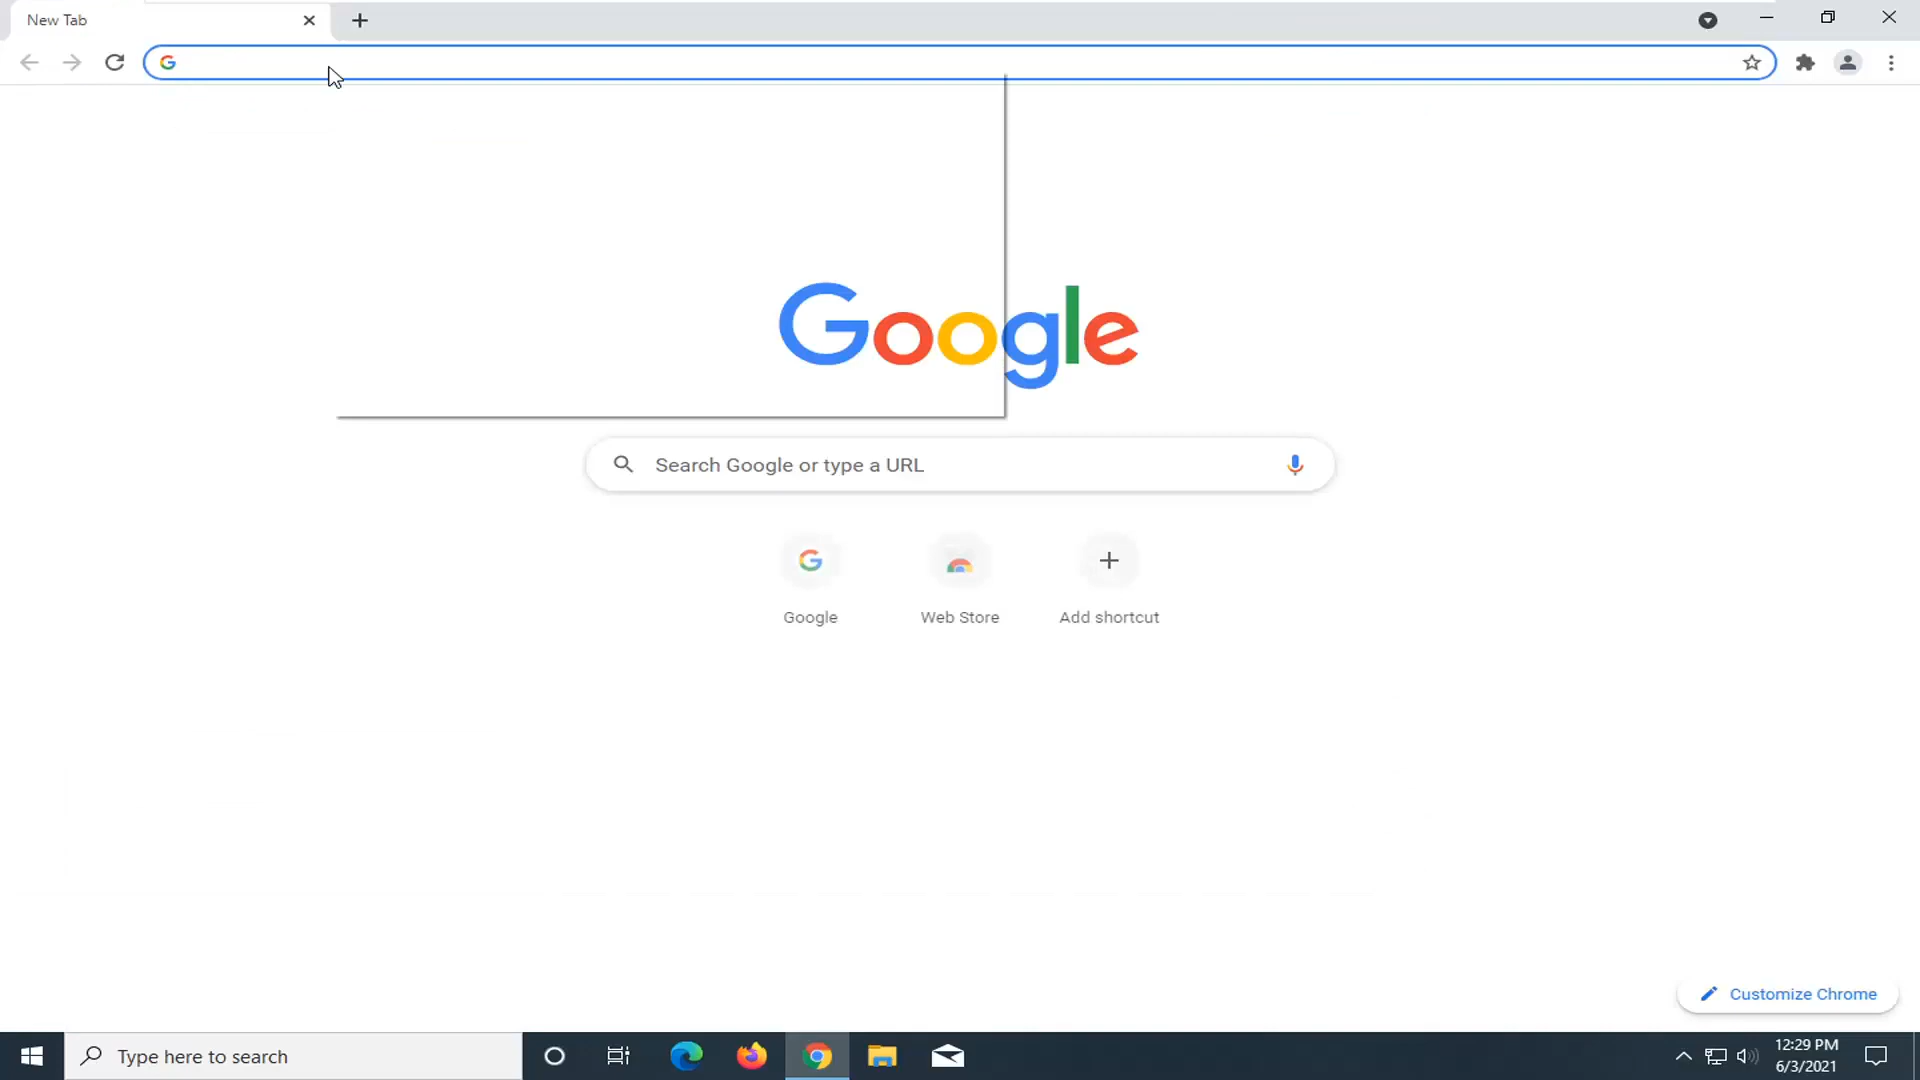 New Tab
Google
Search Google or type a URL
Google
Web Store
Add shortcut
Customize Chrome
Type here to search
12:29 PM
6/3/2021